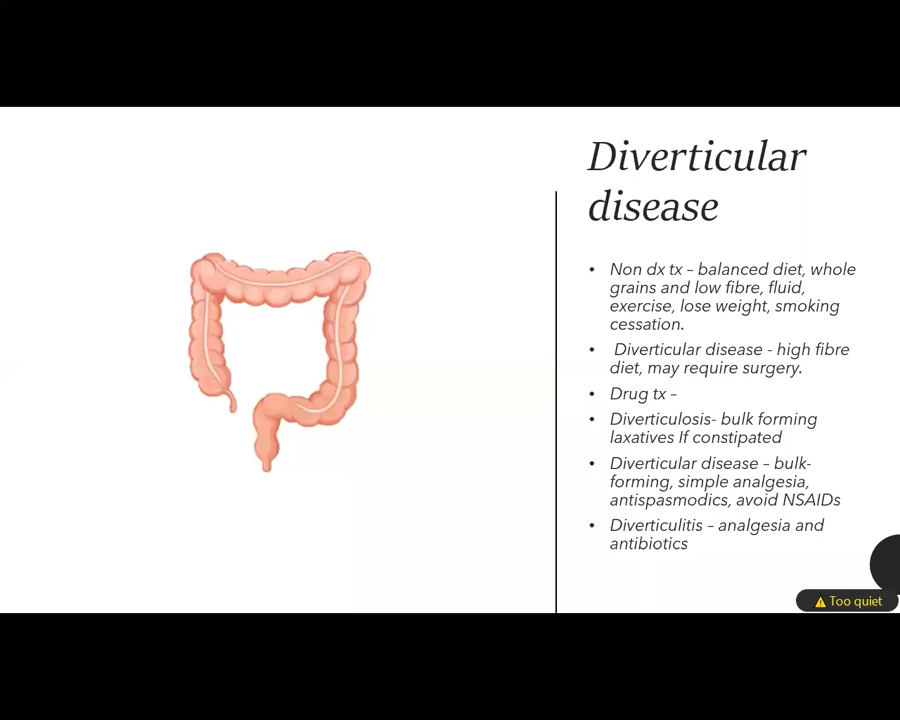 Diverticular
disease
• Non dx tx – balanced diet, whole
grains and low fibre, fluid,
exercise, lose weight, smoking
cessation.
• Diverticular disease - high fibre
diet, may require surgery.
• Drug tx –
• Diverticulosis- bulk forming
laxatives If constipated
• Diverticular disease – bulk-
forming, simple analgesia,
antispasmodics, avoid NSAIDs
• Diverticulitis – analgesia and
antibiotics
Too quiet